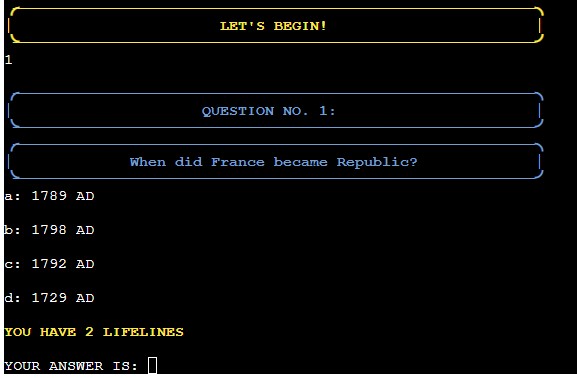 LET'S BEGIN!
1
QUESTION NO. 1:
When did France became Republic?
a: 1789 AD
b: 1798 AD
c: 1792 AD
d: 1729 AD
YOU HAVE 2 LIFELINES
YOUR ANSWER IS: